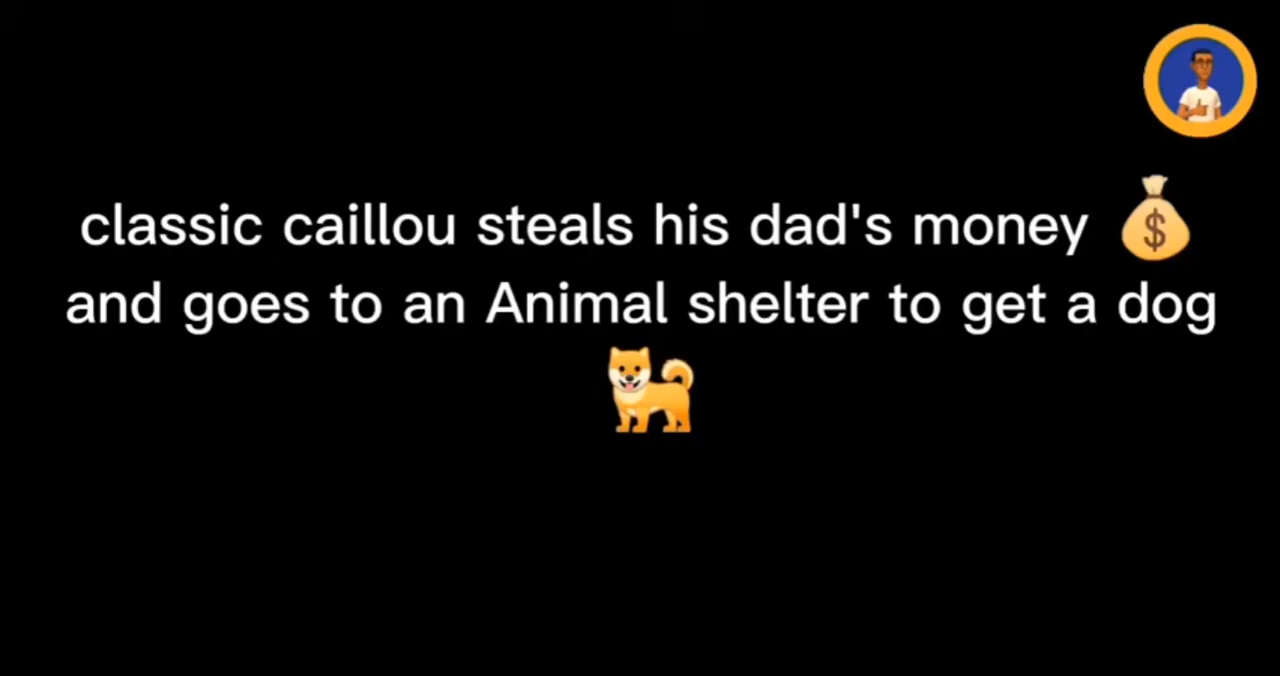 classic caillou steals his dad's money 💰
and goes to an Animal shelter to get a dog
🐕